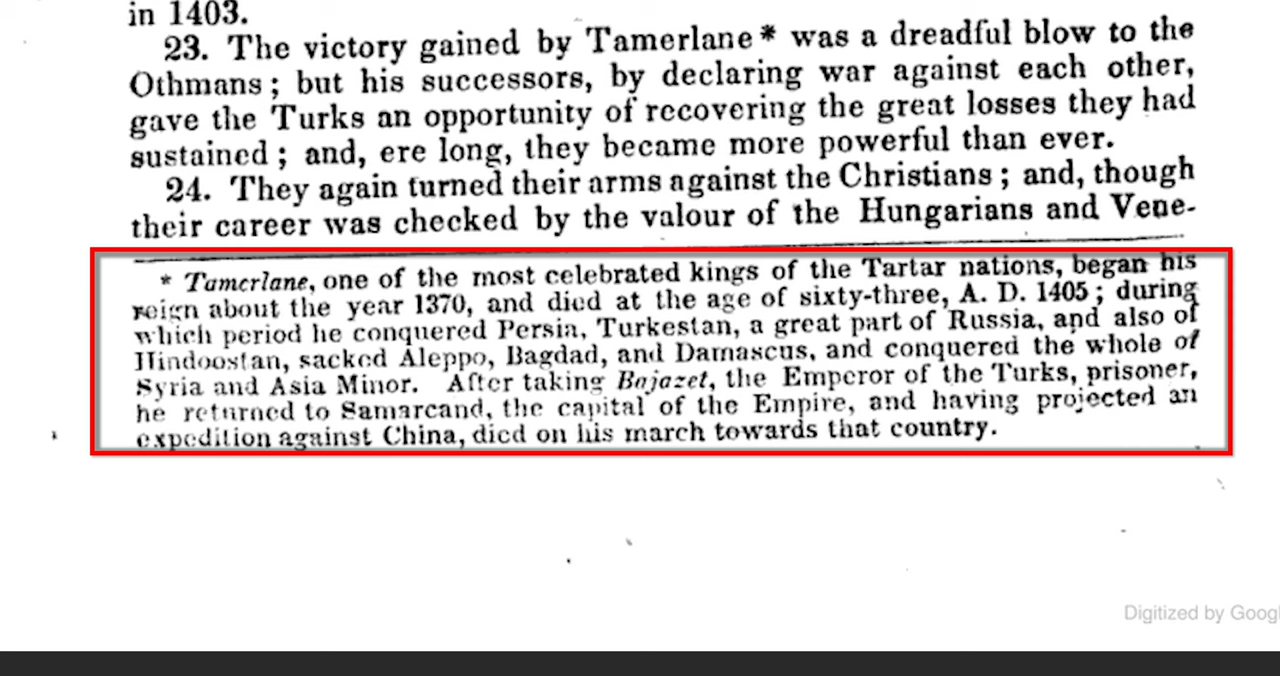 in 1403.
23. The victory gained by Tamerlane * was a dreadful blow to the
Othmans ; but his successors, by declaring war against each other,
gave the Turks an opportunity of recovering the great losses they had
sustained ; and, ere long, they became more powerful than ever.
24. They again turned their arms against the Christians ; and, though
their career was checked by the valour of the Hungarians and Vene-
* Tamerlane, one of the most celebrated kings of the Tartar nations, began his
reign about the year 1370, and died at the age of sixty-three, A. D. 1405 ; during
which period he conquered Persia, Turkestan, a great part of Russia, and also of
Hindoostan, sacked Aleppo, Bagdad, and Damascus, and conquered the whole of
Syria and Asia Minor. After taking Bajazet, the Emperor of the Turks, prisoner,
he returned to Samarcand, the capital of the Empire, and having projected an
expedition against China, died on his march towards that country.
Digitized by Googl